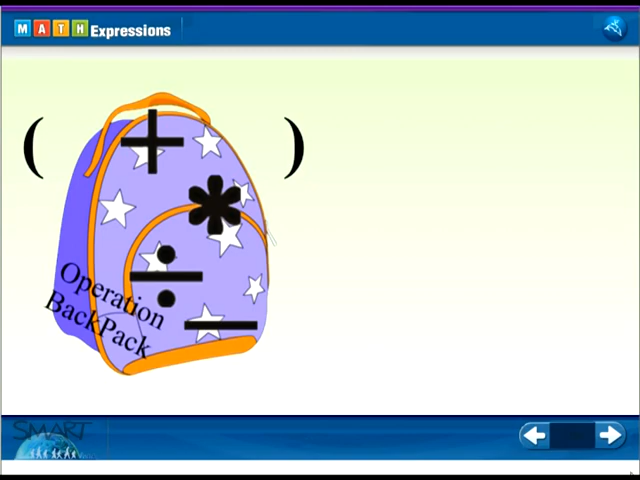 MATH Expressions
( + )
*
÷
−
Operation
BackPack
SMART